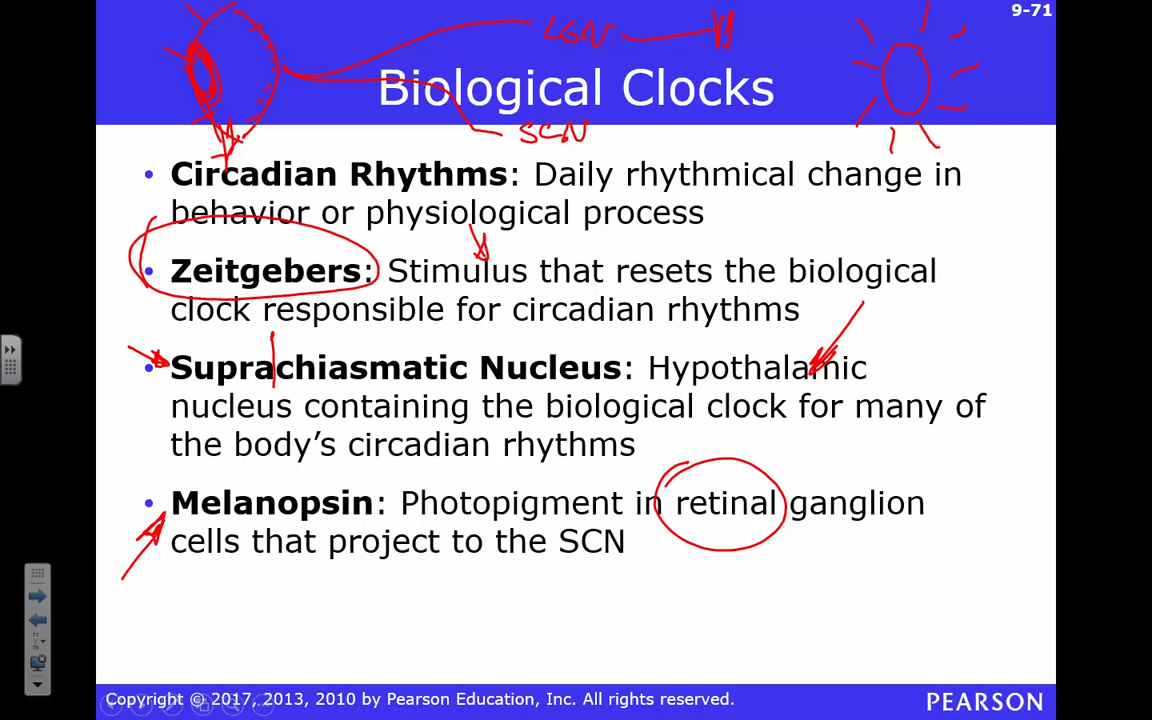 9-71
LGN
Biological Clocks
SCN
• Circadian Rhythms: Daily rhythmical change in
behavior or physiological process
• Zeitgebers: Stimulus that resets the biological
clock responsible for circadian rhythms
• Suprachiasmatic Nucleus: Hypothalamic
nucleus containing the biological clock for many of
the body's circadian rhythms
• Melanopsin: Photopigment in retinal ganglion
cells that project to the SCN
71
79
Copyright © 2017, 2013, 2010 by Pearson Education, Inc. All rights reserved.
PEARSON